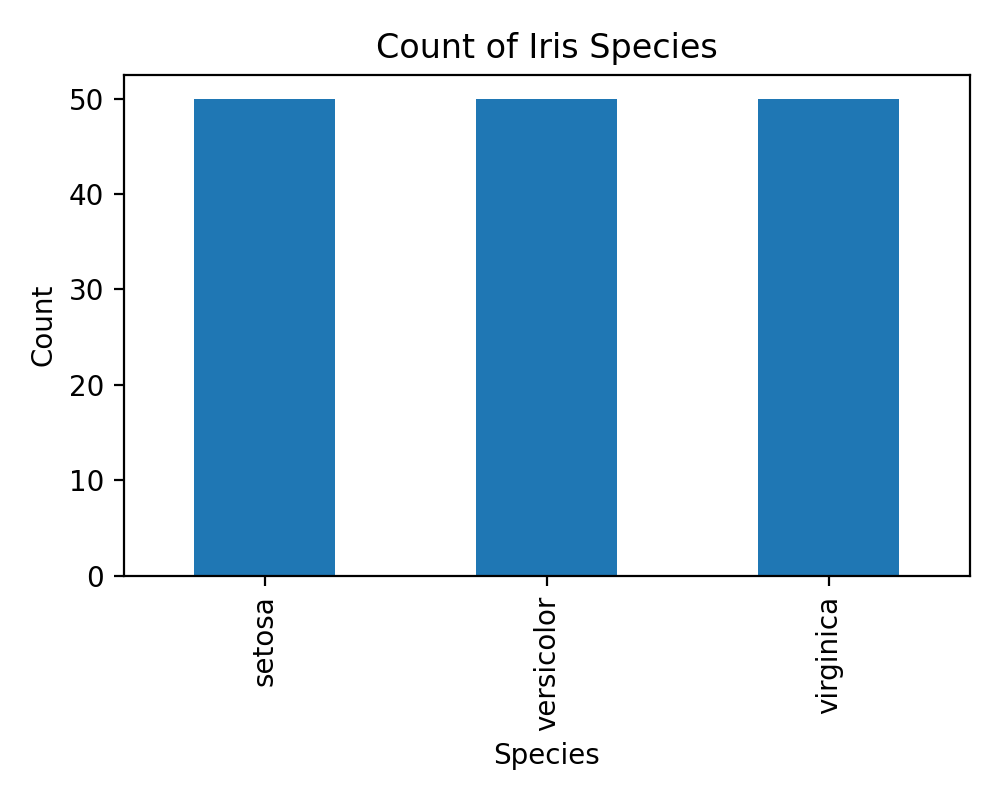 Count of Iris Species
50
40
30
20
10
0
Count
setosa
versicolor
virginica
Species